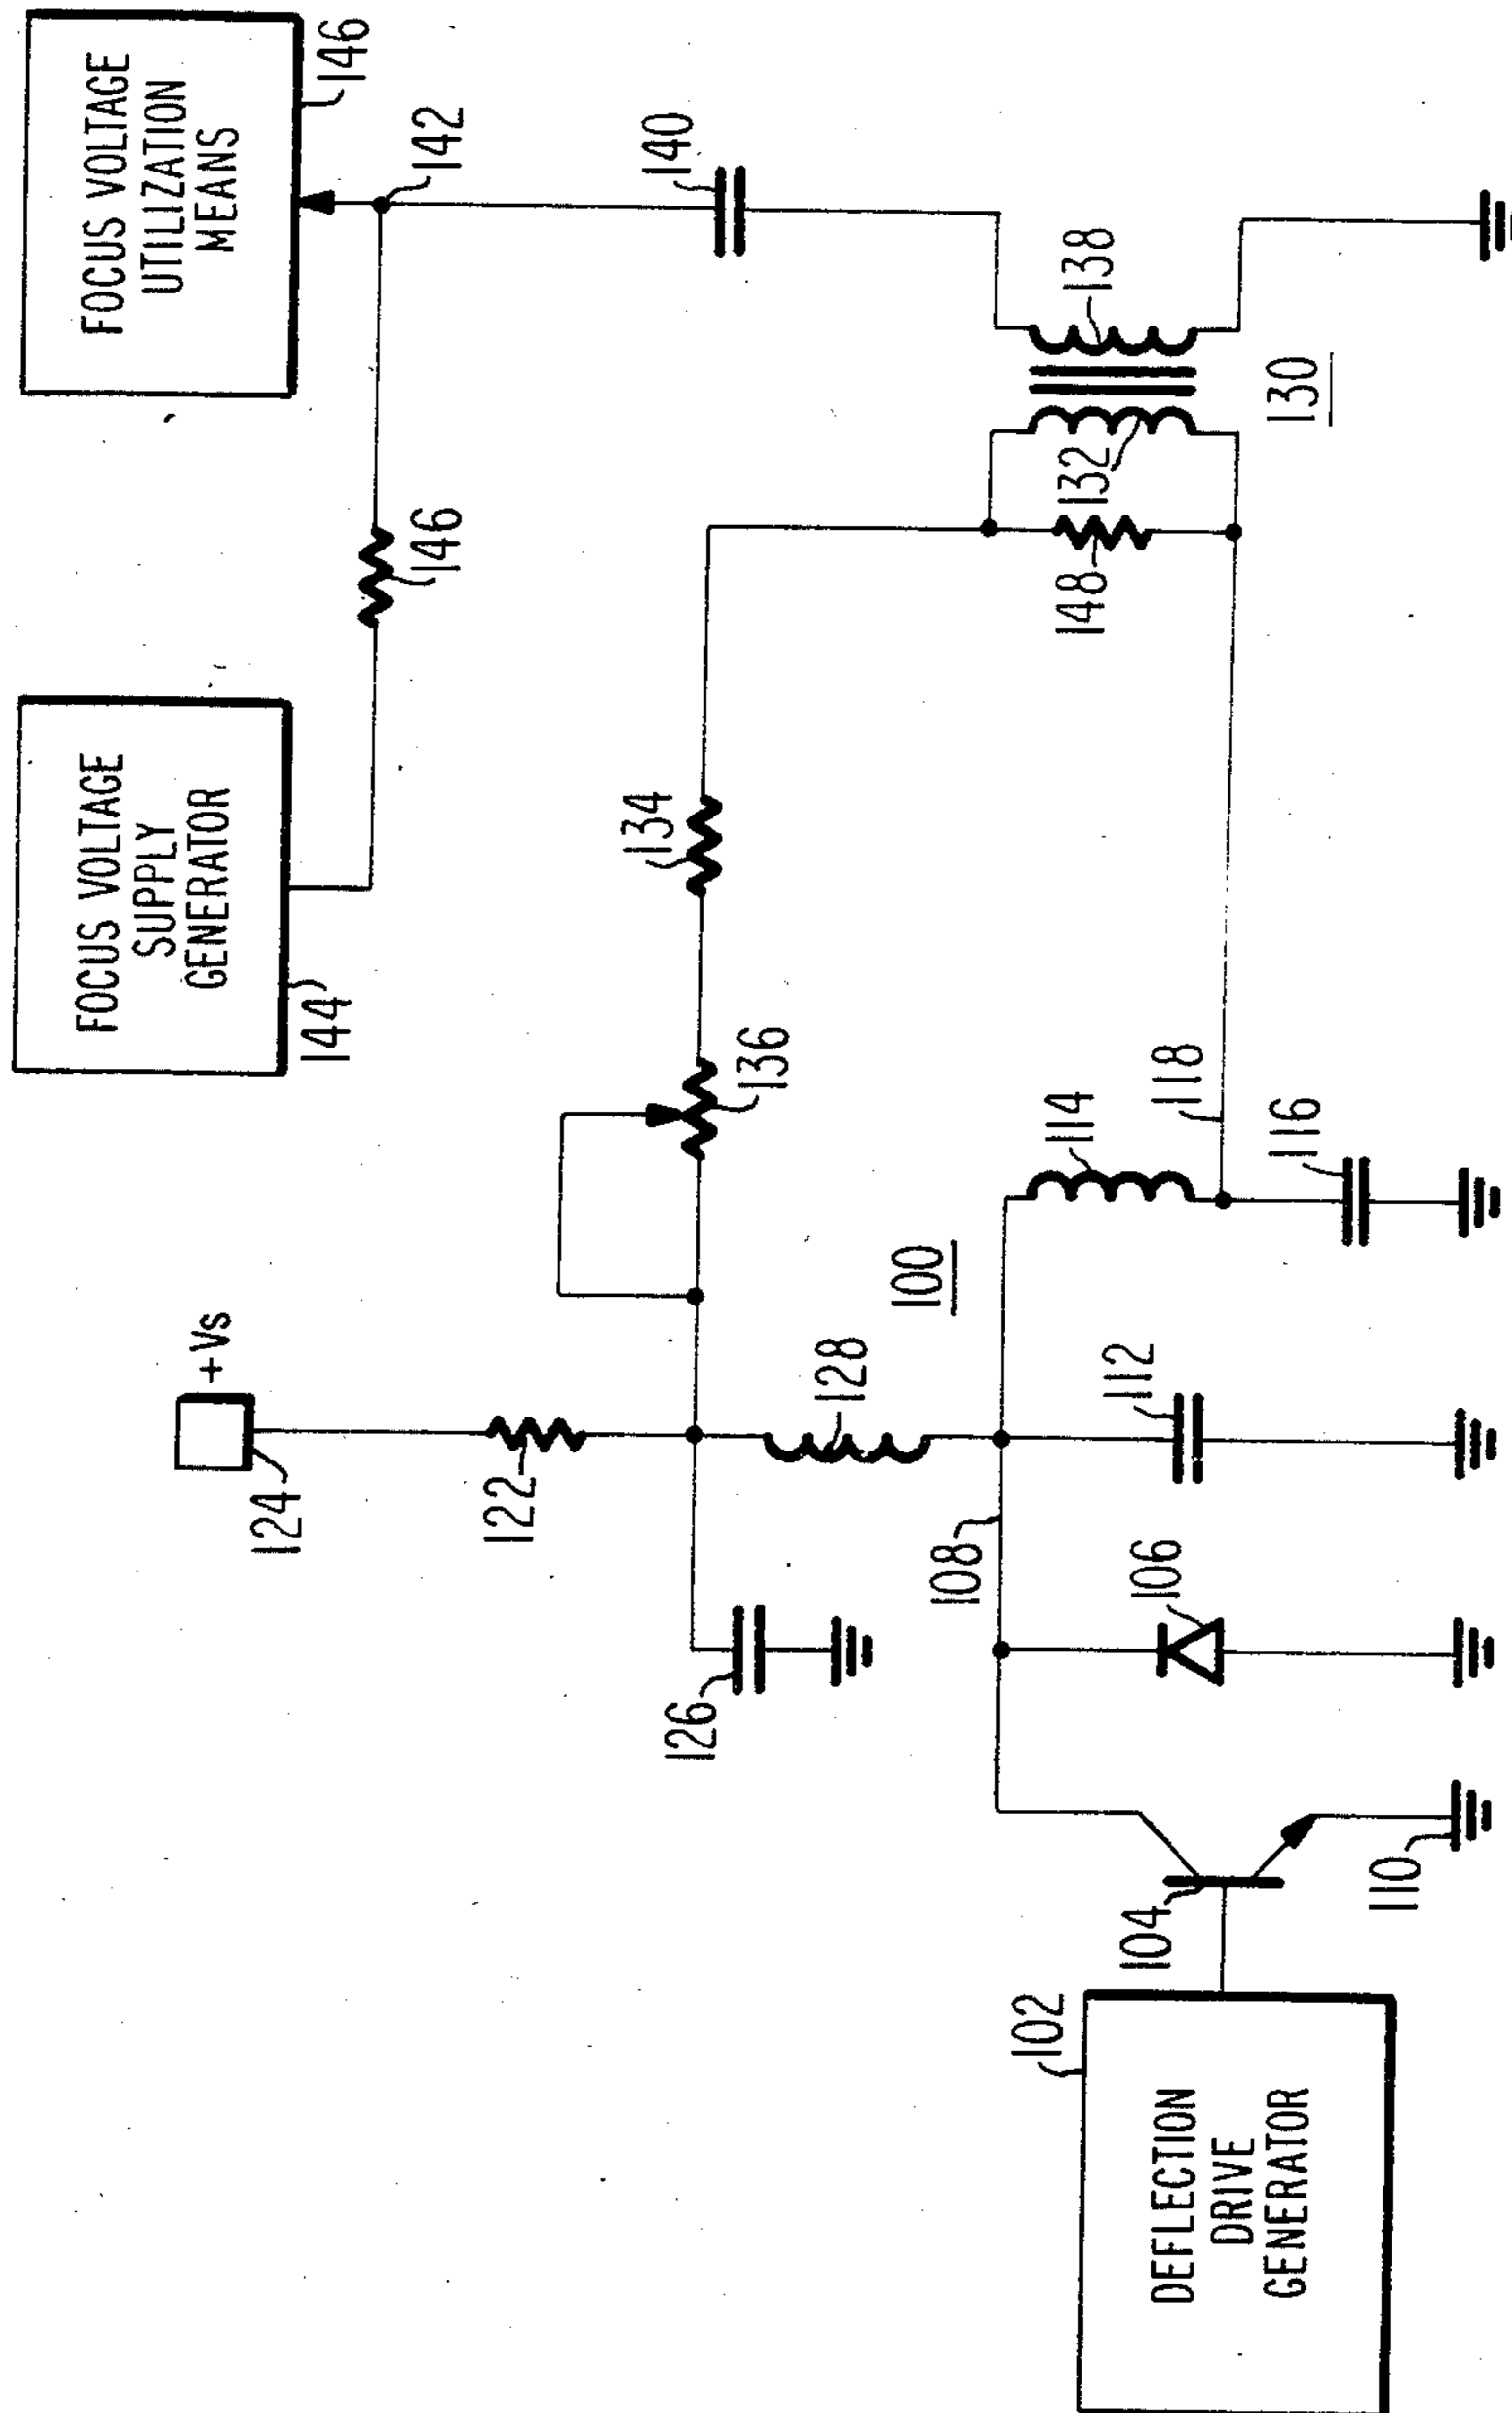 FOCUS VOLTAGE
SUPPLY
GENERATOR
144
FOCUS VOLTAGE
UTILIZATION
MEANS
146
146
142
+Vs
124
122
136
134
140
126
128
100
108
106
112
114
118
116
148
132
138
130
102
DEFLECTION
DRIVE
GENERATOR
104
110